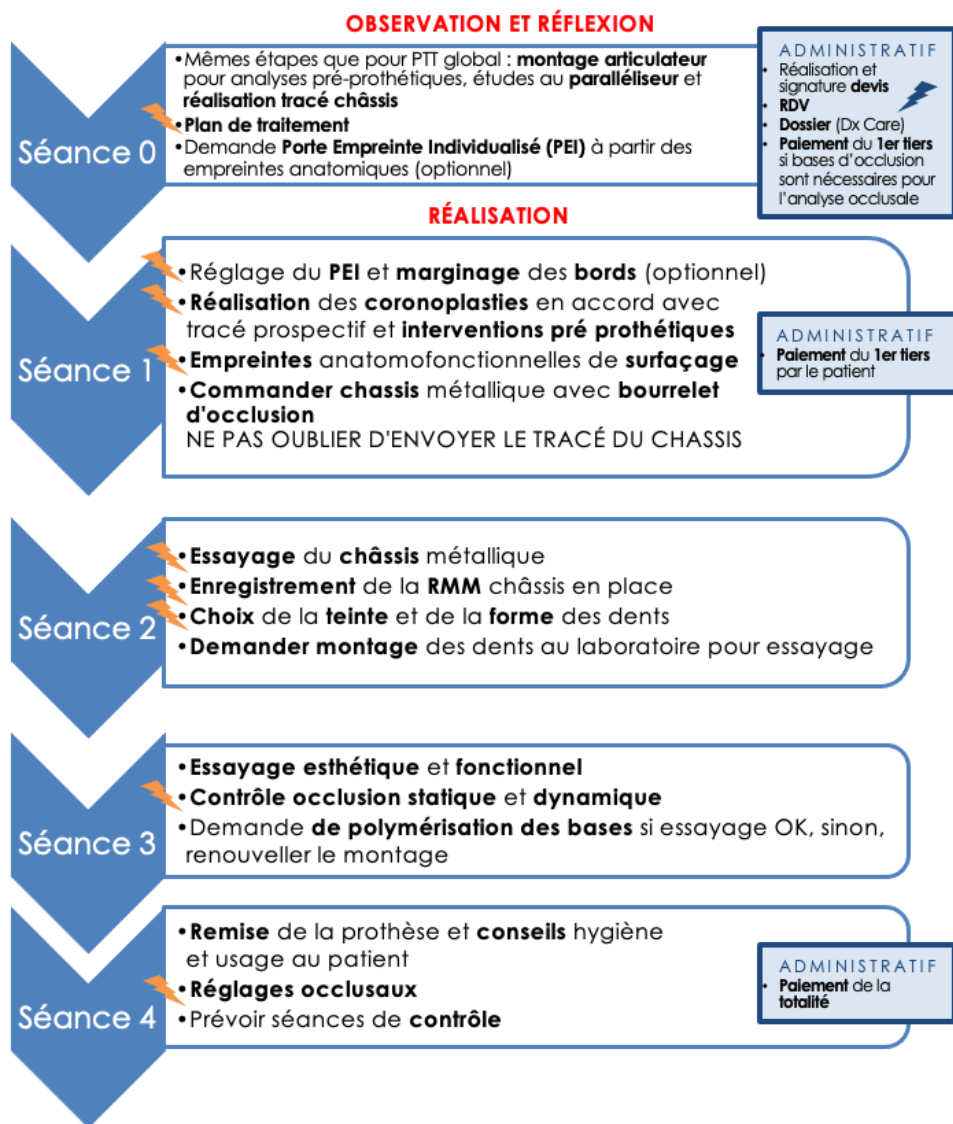 OBSERVATION ET RÉFLEXION
Séance 0
•Mêmes étapes que pour PTT global : montage articulateur
pour analyses pré-prothétiques, études au paralléliseur et
réalisation tracé châssis
•Plan de traitement
•Demande Porte Empreinte Individualisé (PEI) à partir des
empreintes anatomiques (optionnel)
ADMINISTRATIF
• Réalisation et
signature devis
• RDV
• Dossier (Dx Care)
• Paiement du 1er tiers
si bases d'occlusion
sont nécessaires pour
l'analyse occlusale
RÉALISATION
Séance 1
•Réglage du PEI et marginage des bords (optionnel)
•Réalisation des coronoplasties en accord avec
tracé prospectif et interventions pré prothétiques
•Empreintes anatomofonctionnelles de surfaçage
•Commander chassis métallique avec bourrelet
d'occlusion
NE PAS OUBLIER D'ENVOYER LE TRACÉ DU CHASSIS
ADMINISTRATIF
• Paiement du 1er tiers
par le patient
Séance 2
•Essayage du châssis métallique
•Enregistrement de la RMM châssis en place
•Choix de la teinte et de la forme des dents
•Demander montage des dents au laboratoire pour essayage
Séance 3
•Essayage esthétique et fonctionnel
•Contrôle occlusion statique et dynamique
•Demande de polymérisation des bases si essayage OK, sinon,
renouveller le montage
Séance 4
•Remise de la prothèse et conseils hygiène
et usage au patient
•Réglages occlusaux
•Prévoir séances de contrôle
ADMINISTRATIF
• Paiement de la
totalité